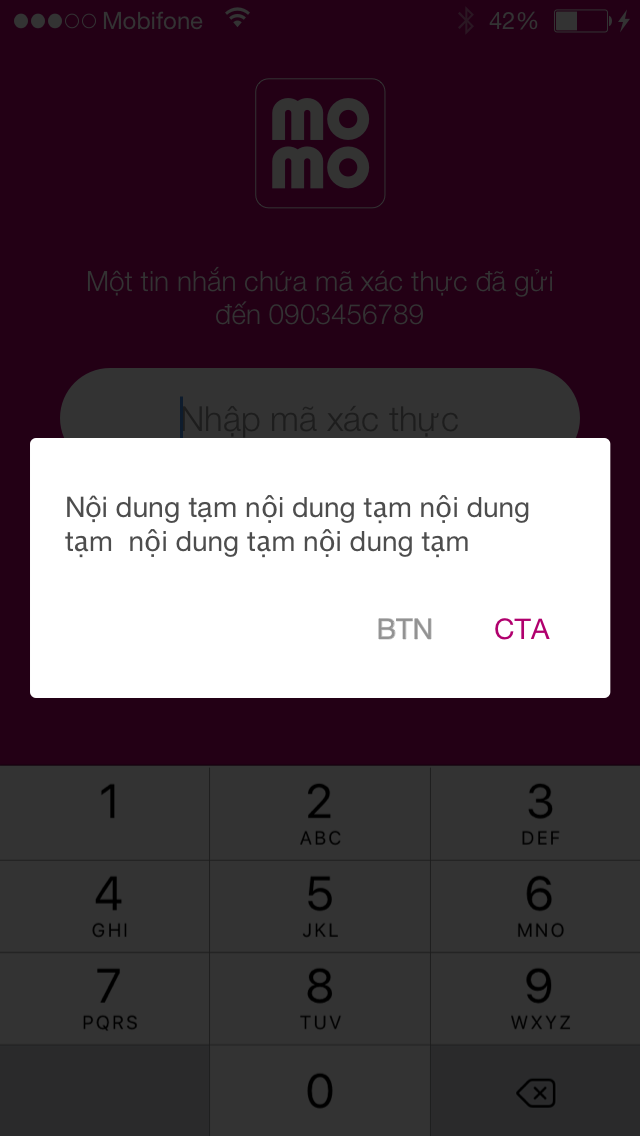 Mobifone 42%
mo
mo
Một tin nhắn chứa mã xác thực đã gửi
đến 0903456789
Nhập mã xác thực
Nội dung tạm nội dung tạm nội dung
tạm  nội dung tạm nội dung tạm
BTN CTA
1 2 3
ABC DEF
4 5 6
GHI JKL MNO
7 8 9
PQRS TUV WXYZ
0